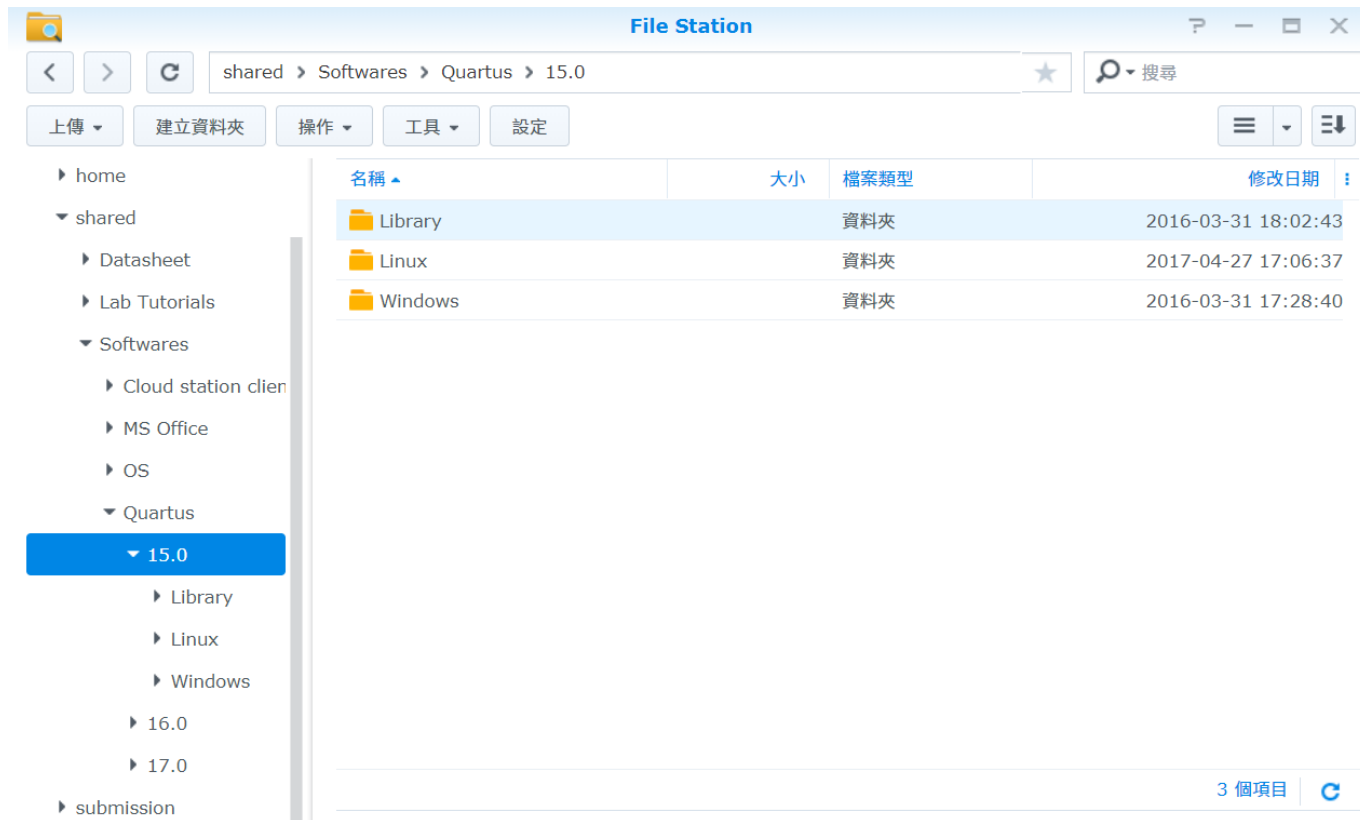 File Station
shared > Softwares > Quartus > 15.0
搜尋
上傳 建立資料夾 操作 工具 設定
home
shared
Datasheet
Lab Tutorials
Softwares
Cloud station clien
MS Office
OS
Quartus
15.0
Library
Linux
Windows
16.0
17.0
submission
名稱 大小 檔案類型 修改日期
Library 資料夾 2016-03-31 18:02:43
Linux 資料夾 2017-04-27 17:06:37
Windows 資料夾 2016-03-31 17:28:40
3 個項目